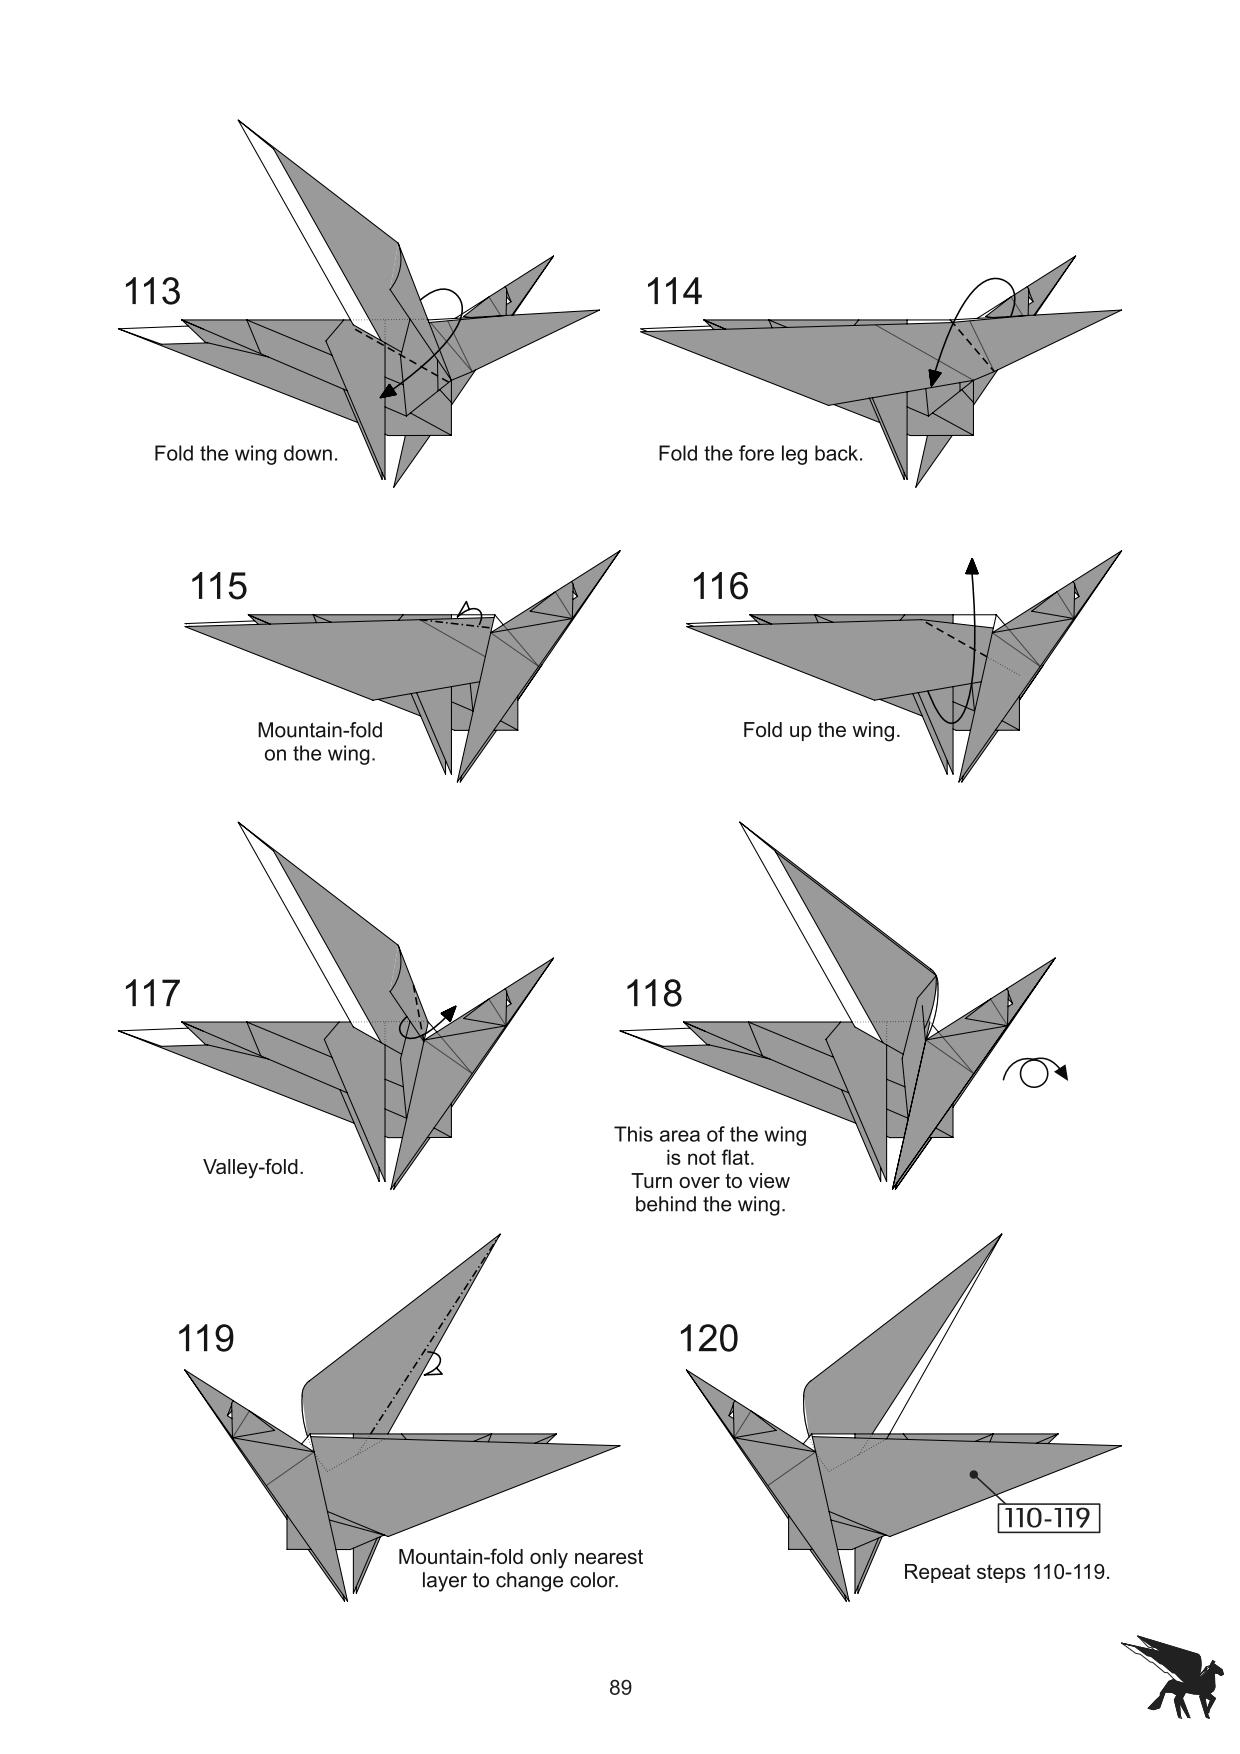 113
Fold the wing down.
114
Fold the fore leg back.
115
Mountain-fold
on the wing.
116
Fold up the wing.
117
Valley-fold.
118
This area of the wing
is not flat.
Turn over to view
behind the wing.
119
Mountain-fold only nearest
layer to change color.
120
110-119
Repeat steps 110-119.
89